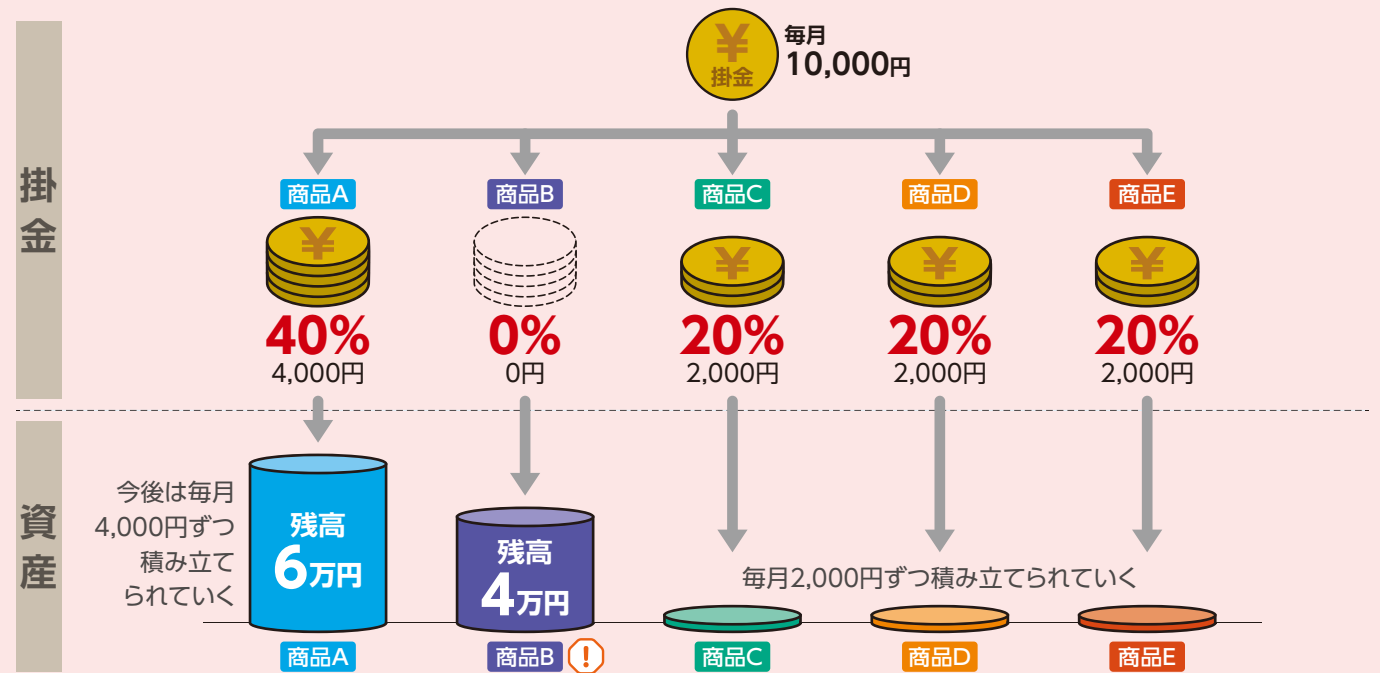 掛金
¥
掛金
毎月
10,000円
商品A
商品B
商品C
商品D
商品E
¥
¥
¥
¥
40%
0%
20%
20%
20%
4,000円
0円
2,000円
2,000円
2,000円
資産
今後は毎月
4,000円ずつ
積み立て
られていく
残高
6万円
残高
4万円
毎月2,000円ずつ積み立てられていく
商品A
商品B
!
商品C
商品D
商品E